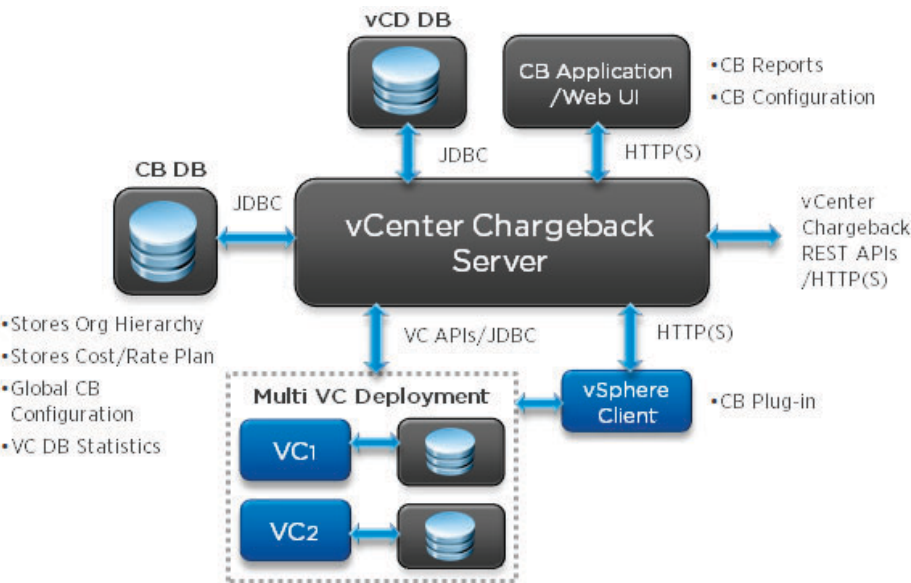 vCD DB
CB Application
/Web UI
•CB Reports
•CB Configuration
JDBC
HTTP(S)
CB DB
JDBC
vCenter Chargeback
Server
vCenter
Chargeback
REST APIs
/HTTP(S)
•Stores Org Hierarchy
•Stores Cost/Rate Plan
•Global CB
Configuration
•VC DB Statistics
VC APIs/JDBC
HTTP(S)
Multi VC Deployment
VC1
VC2
vSphere
Client
•CB Plug-in